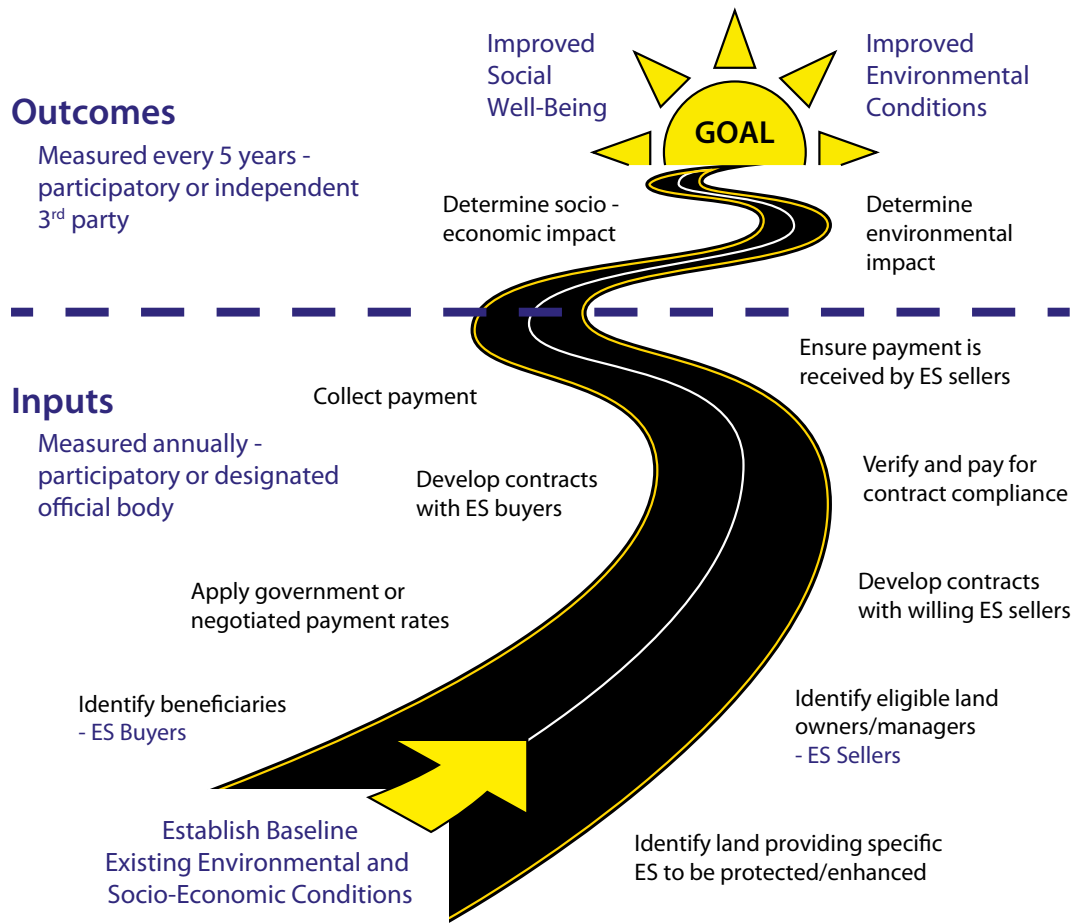 Improved
Social
Well-Being
Improved
Environmental
Conditions
GOAL
Outcomes
Measured every 5 years -
participatory or independent
3rd party
Determine socio -
economic impact
Determine
environmental
impact
Ensure payment is
received by ES sellers
Inputs
Measured annually -
participatory or designated
official body
Collect payment
Develop contracts
with ES buyers
Verify and pay for
contract compliance
Apply government or
negotiated payment rates
Develop contracts
with willing ES sellers
Identify beneficiaries
- ES Buyers
Identify eligible land
owners/managers
- ES Sellers
Establish Baseline
Existing Environmental and
Socio-Economic Conditions
Identify land providing specific
ES to be protected/enhanced